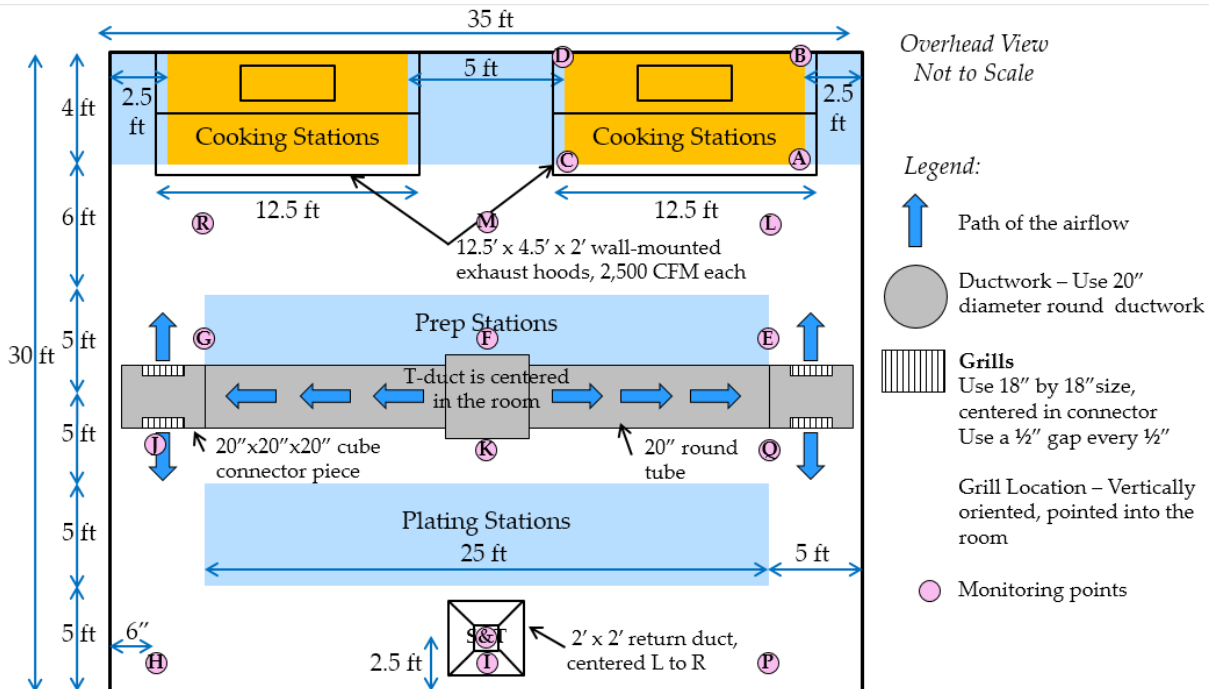 35 ft
Overhead View
Not to Scale
D
B
5 ft
2.5
ft
2.5
ft
4 ft
Cooking Stations
Cooking Stations
C
A
Legend:
12.5 ft
12.5 ft
6 ft
R
M
L
Path of the airflow
12.5′ x 4.5′ x 2′ wall-mounted
exhaust hoods, 2,500 CFM each
Ductwork – Use 20”
diameter round ductwork
Prep Stations
5 ft
G
F
E
30 ft
T-duct is centered
in the room
Grills
Use 18” by 18”size,
centered in connector
Use a ½” gap every ½”
5 ft
J
20”x20”x20” cube
connector piece
K
20” round
tube
Q
Grill Location – Vertically
oriented, pointed into the
room
Plating Stations
5 ft
25 ft
5 ft
Monitoring points
5 ft
6”
S&T
2′ x 2′ return duct,
centered L to R
2.5 ft
H
I
P